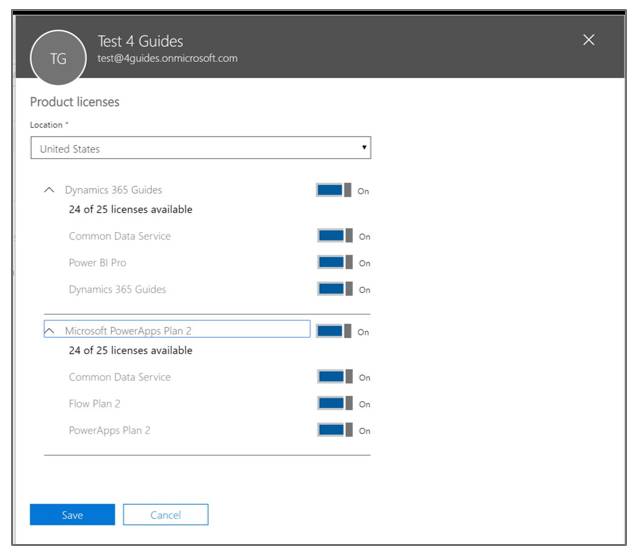 TG
Test 4 Guides
test@4guides.onmicrosoft.com
Product licenses
Location *
United States
Dynamics 365 Guides On
24 of 25 licenses available
Common Data Service On
Power BI Pro On
Dynamics 365 Guides On
Microsoft PowerApps Plan 2 On
24 of 25 licenses available
Common Data Service On
Flow Plan 2 On
PowerApps Plan 2 On
Save Cancel